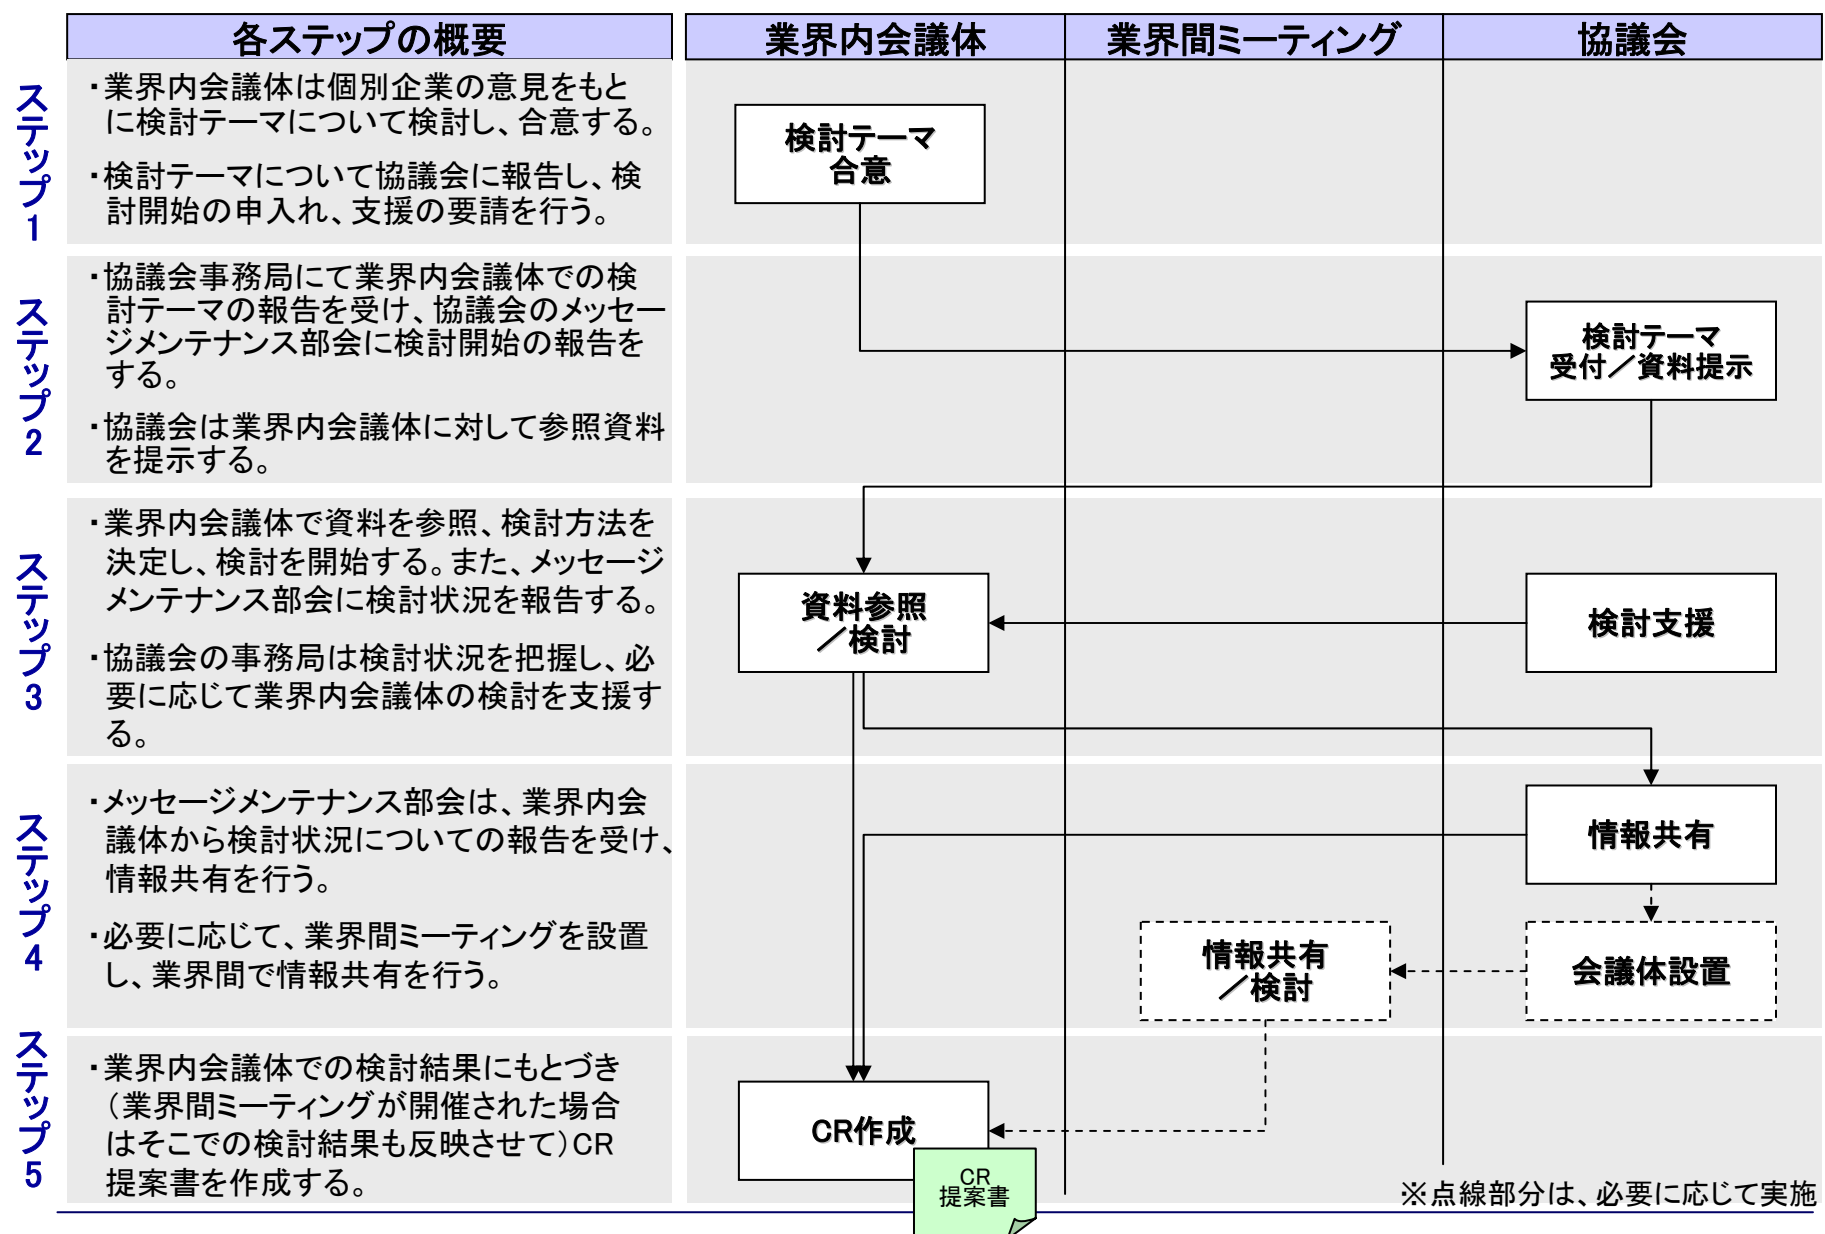 各ステップの概要
業界内会議体
業界間ミーティング
協議会
ステップ1
・業界内会議体は個別企業の意見をもと
に検討テーマについて検討し、合意する。
・検討テーマについて協議会に報告し、検
討開始の申入れ、支援の要請を行う。
検討テーマ
合意
ステップ2
・協議会事務局にて業界内会議体での検
討テーマの報告を受け、協議会のメッセー
ジメンテナンス部会に検討開始の報告を
する。
・協議会は業界内会議体に対して参照資料
を提示する。
検討テーマ
受付／資料提示
ステップ3
・業界内会議体で資料を参照、検討方法を
決定し、検討を開始する。また、メッセージ
メンテナンス部会に検討状況を報告する。
・協議会の事務局は検討状況を把握し、必
要に応じて業界内会議体の検討を支援す
る。
資料参照
／検討
検討支援
ステップ4
・メッセージメンテナンス部会は、業界内会
議体から検討状況についての報告を受け、
情報共有を行う。
・必要に応じて、業界間ミーティングを設置
し、業界間で情報共有を行う。
情報共有
情報共有
／検討
会議体設置
ステップ5
・業界内会議体での検討結果にもとづき
（業界間ミーティングが開催された場合
はそこでの検討結果も反映させて）CR
提案書を作成する。
CR作成
CR
提案書
※点線部分は、必要に応じて実施